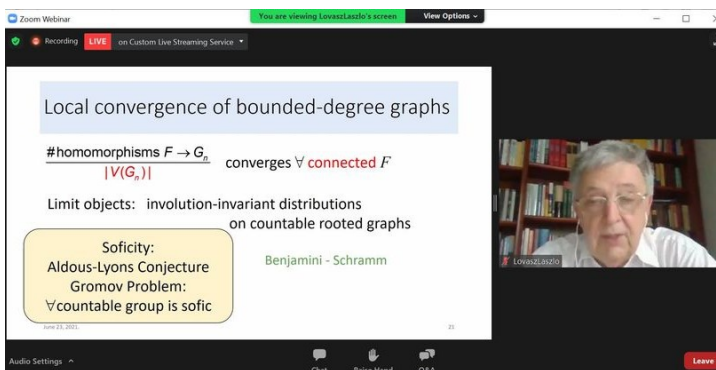 Zoom Webinar
You are viewing LovaszLaszlo's screen
View Options
Recording LIVE on Custom Live Streaming Service
Local convergence of bounded-degree graphs
#homomorphisms F → Gₙ
|V(Gₙ)|
converges ∀ connected F
Limit objects: involution-invariant distributions
on countable rooted graphs
Soficity:
Aldous-Lyons Conjecture
Gromov Problem:
∀countable group is sofic
Benjamini - Schramm
LovaszLaszlo
June 23, 2021.
21
Audio Settings
Chat Raise Hand Q&A
Leave